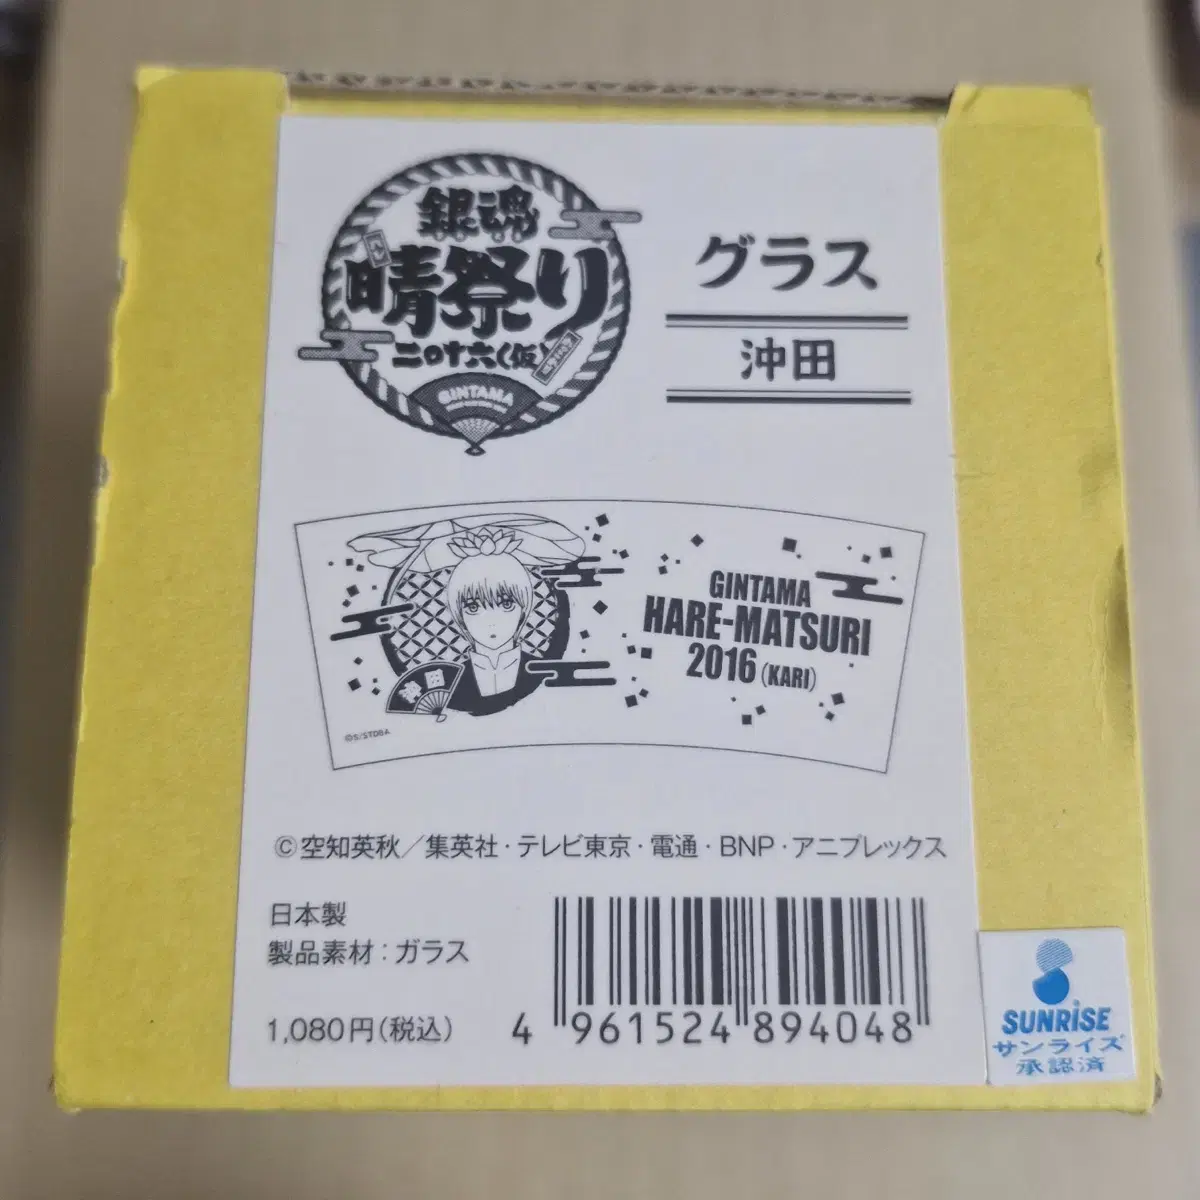 銀魂
晴祭り
二〇十六(仮)
GINTAMA
グラス
沖田
GINTAMA
HARE-MATSURI
2016 (KARI)
沖田
©空知英秋／集英社・テレビ東京・電通・BNP・アニプレックス
日本製
製品素材：ガラス
1,080円(税込)
4 961524 894048
SUNRISE
サンライズ
承認済